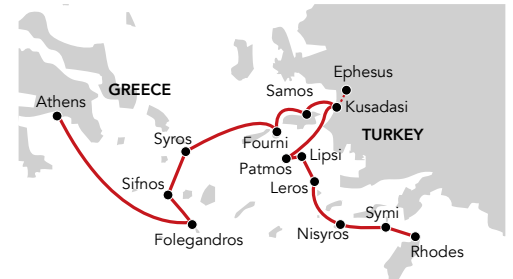 Ephesus
Samos
GREECE
Athens
Kusadasi
TURKEY
Syros
Fourni
Lipsi
Patmos
Sifnos
Leros
Symi
Folegandros
Nisyros
Rhodes